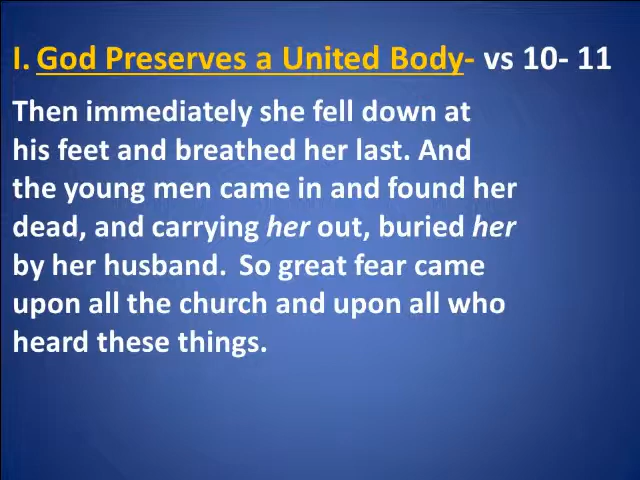 I. God Preserves a United Body- vs 10- 11
Then immediately she fell down at
his feet and breathed her last. And
the young men came in and found her
dead, and carrying her out, buried her
by her husband. So great fear came
upon all the church and upon all who
heard these things.